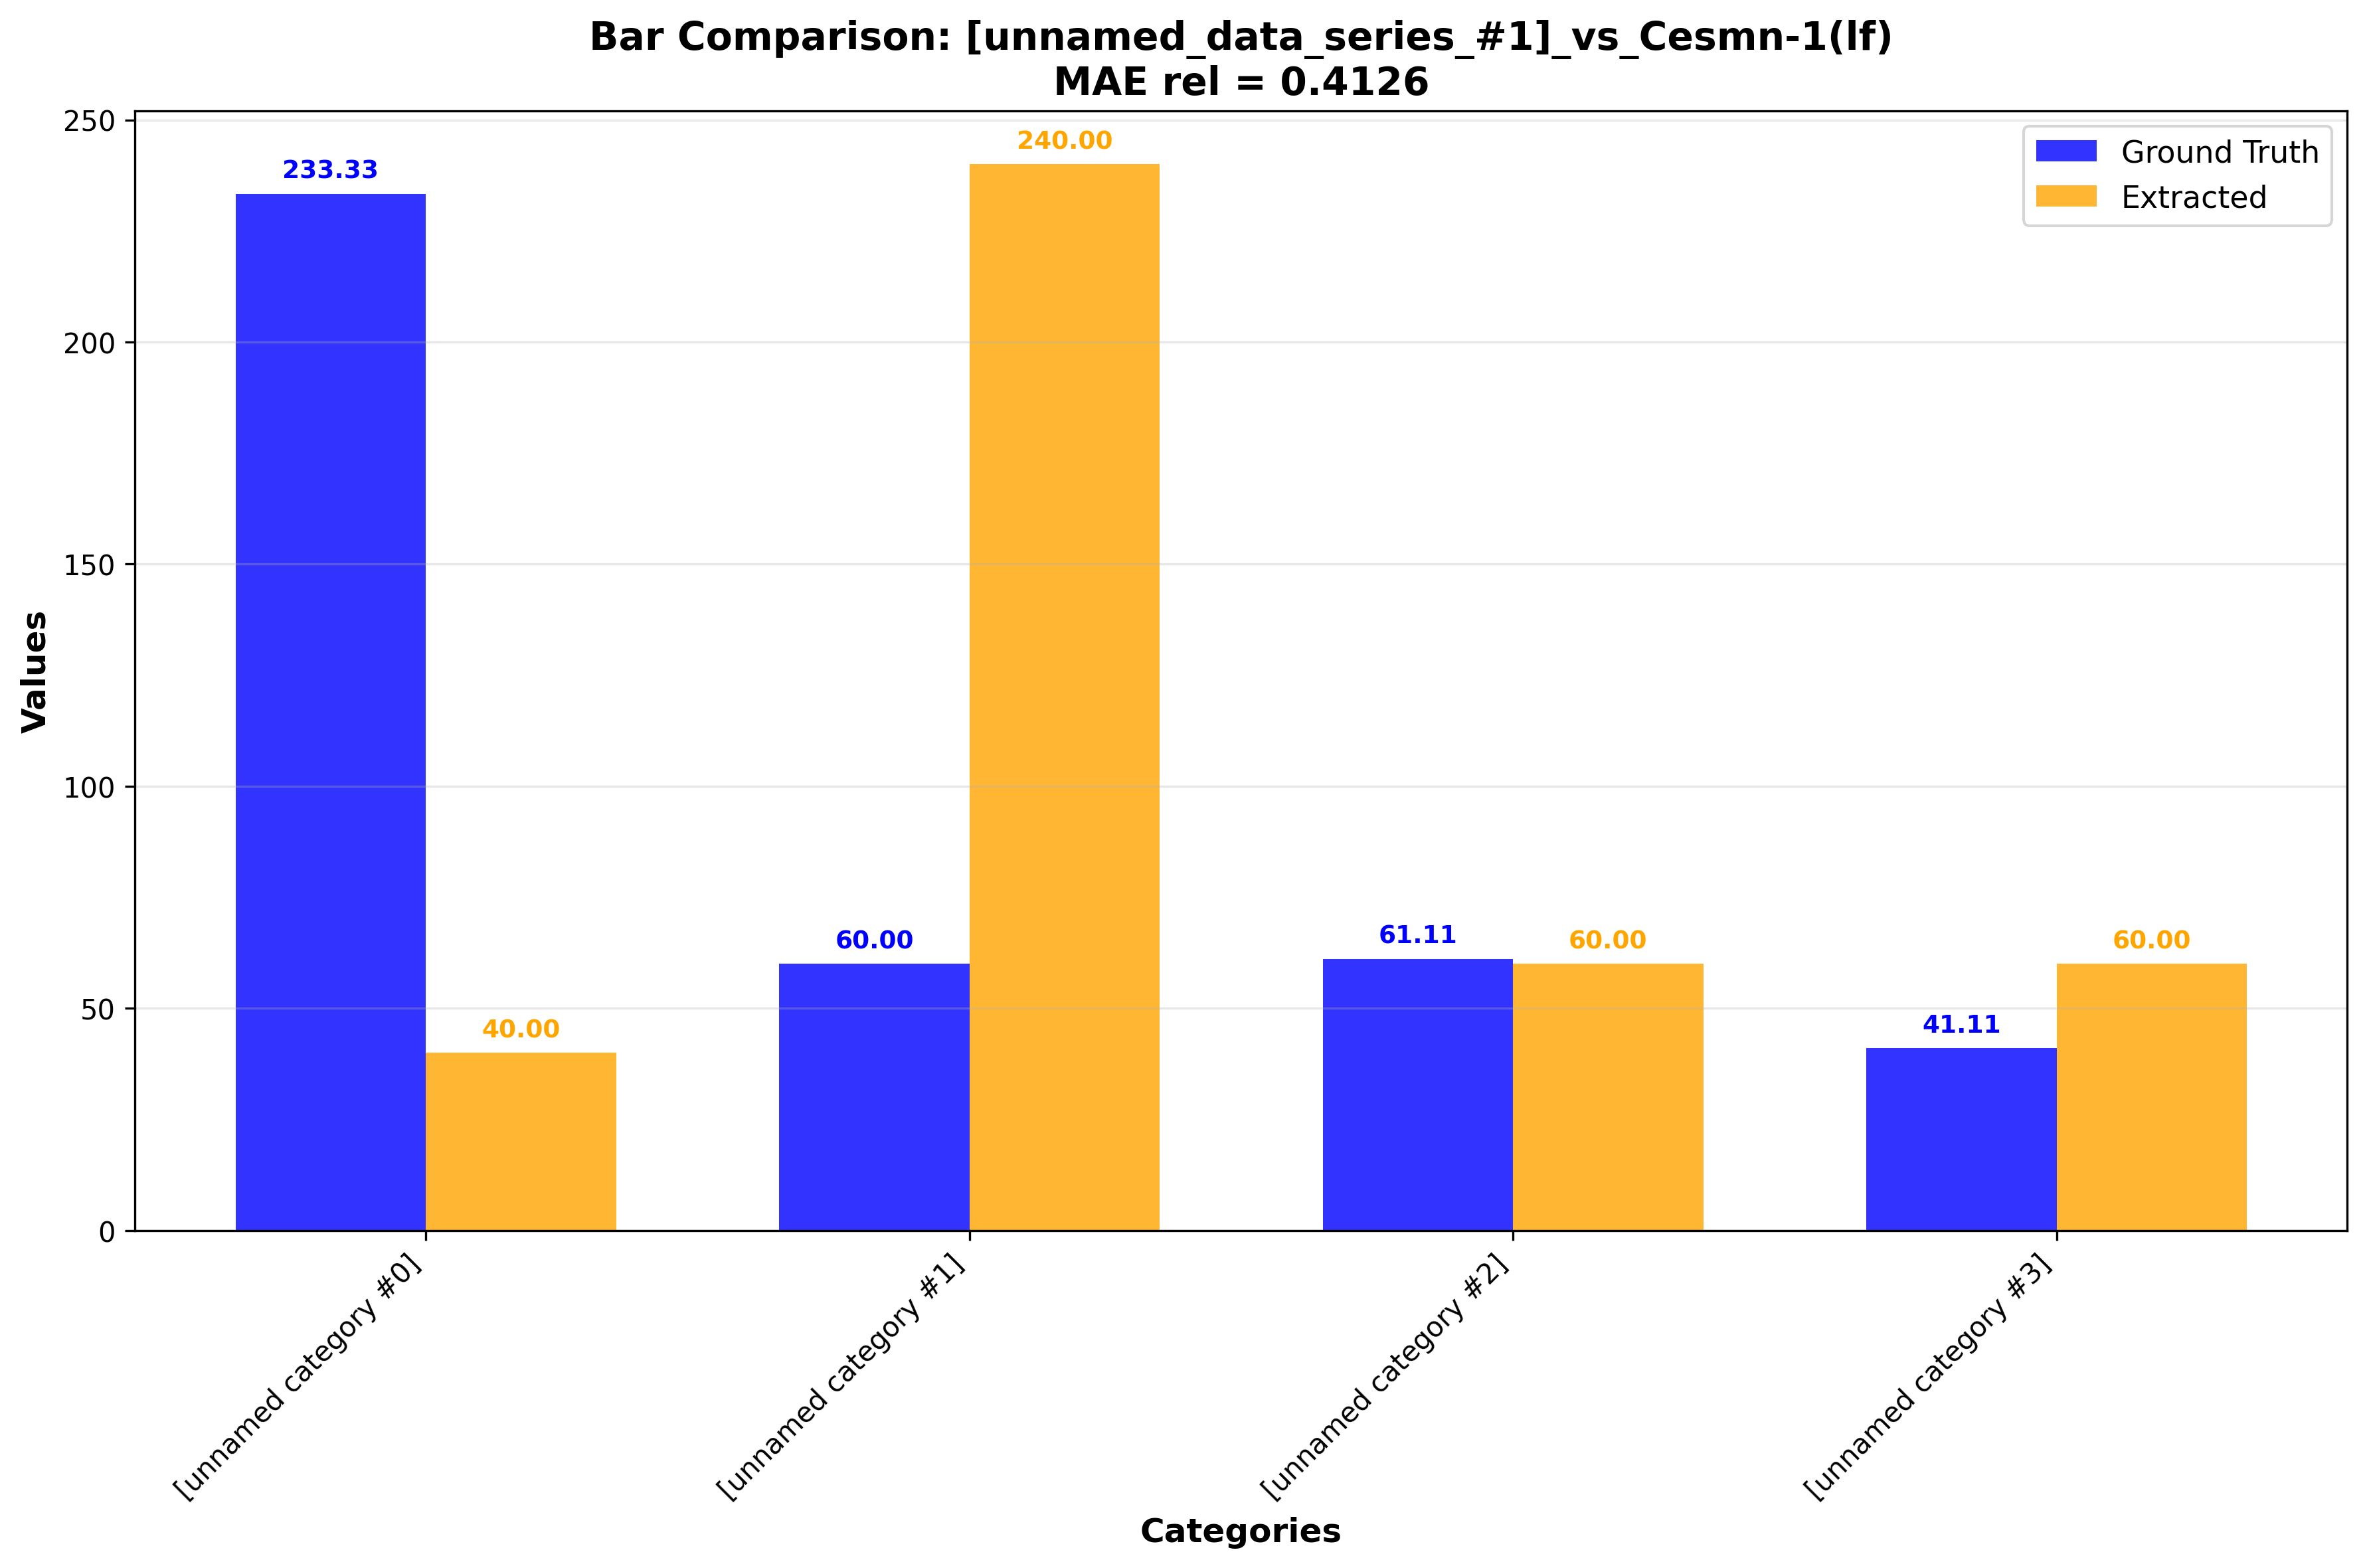 Bar Comparison: [unnamed_data_series_#1]_vs_Cesmn-1(lf)
MAE rel = 0.4126
Ground Truth
Extracted
Values
250
200
150
100
50
0
233.33
40.00
60.00
240.00
61.11
60.00
41.11
60.00
[unnamed category #0]
[unnamed category #1]
[unnamed category #2]
[unnamed category #3]
Categories